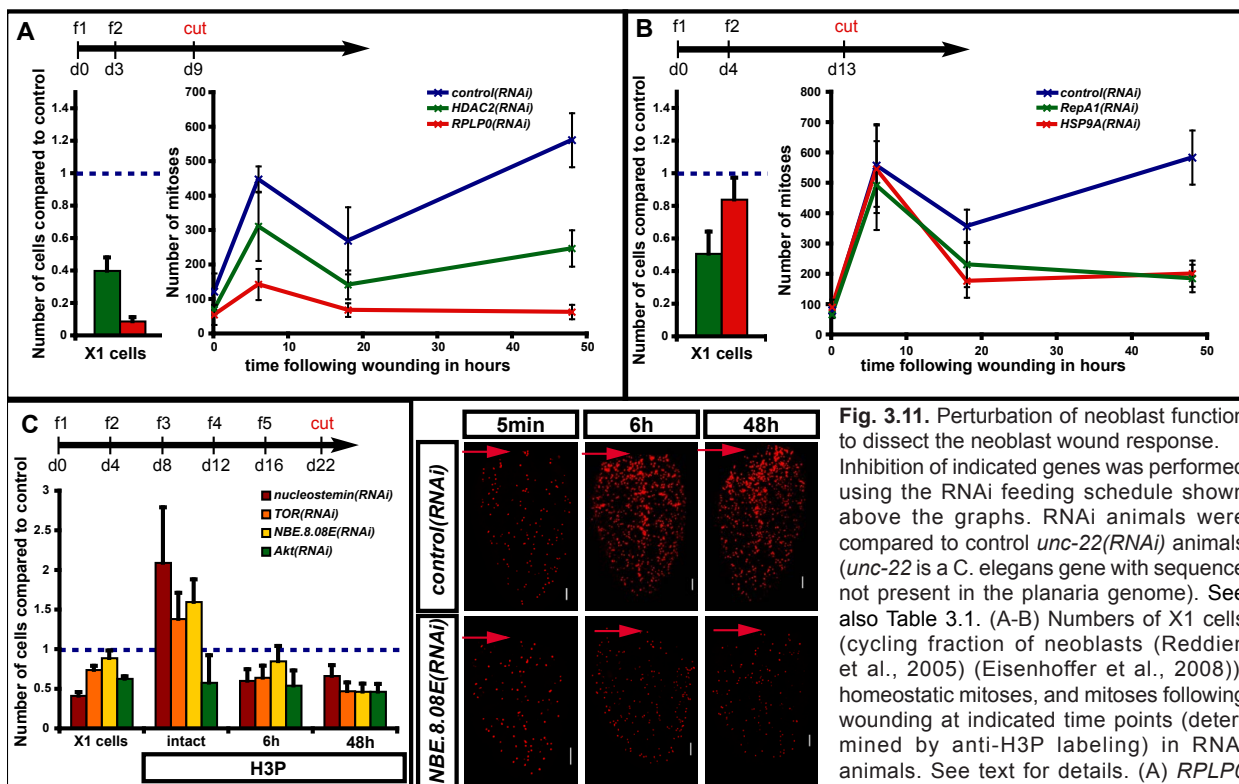 A
f1 f2 cut
d0 d3 d9
Number of cells compared to control
1.4
1.2
1
0.8
0.6
0.4
0.2
0
X1 cells
Number of mitoses
700
600
500
400
300
200
100
0
control(RNAi)
HDAC2(RNAi)
RPLP0(RNAi)
0 10 20 30 40 50
time following wounding in hours
B
f1 f2 cut
d0 d4 d13
Number of cells compared to control
1.4
1.2
1
0.8
0.6
0.4
0.2
0
X1 cells
Number of mitoses
800
700
600
500
400
300
200
100
0
control(RNAi)
RepA1(RNAi)
HSP9A(RNAi)
0 10 20 30 40 50
time following wounding in hours
C
f1 f2 f3 f4 f5 cut
d0 d4 d8 d12 d16 d22
Number of cells compared to control
3
2.5
2
1.5
1
0.5
0
nucleostemin(RNAi)
TOR(RNAi)
NBE.8.08E(RNAi)
Akt(RNAi)
X1 cells intact 6h 48h
H3P
5min 6h 48h
control(RNAi)
NBE.8.08E(RNAi)
Fig. 3.11. Perturbation of neoblast function
to dissect the neoblast wound response.
Inhibition of indicated genes was performed
using the RNAi feeding schedule shown
above the graphs. RNAi animals were
compared to control unc-22(RNAi) animals
(unc-22 is a C. elegans gene with sequence
not present in the planaria genome). See
also Table 3.1. (A-B) Numbers of X1 cells
(cycling fraction of neoblasts (Reddien
et al., 2005) (Eisenhoffer et al., 2008))
homeostatic mitoses, and mitoses following
wounding at indicated time points (deter
mined by anti-H3P labeling) in RNA
animals. See text for details. (A) RPLP0